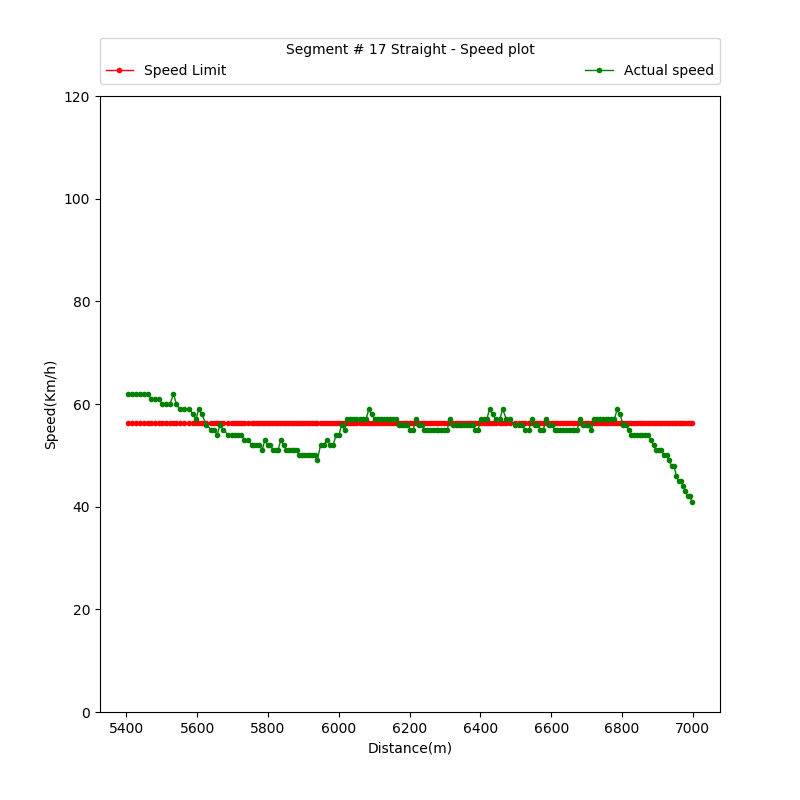 Segment # 17 Straight - Speed plot
Speed Limit
Actual speed
120
100
80
60
40
20
0
Speed(Km/h)
5400 5600 5800 6000 6200 6400 6600 6800 7000
Distance(m)